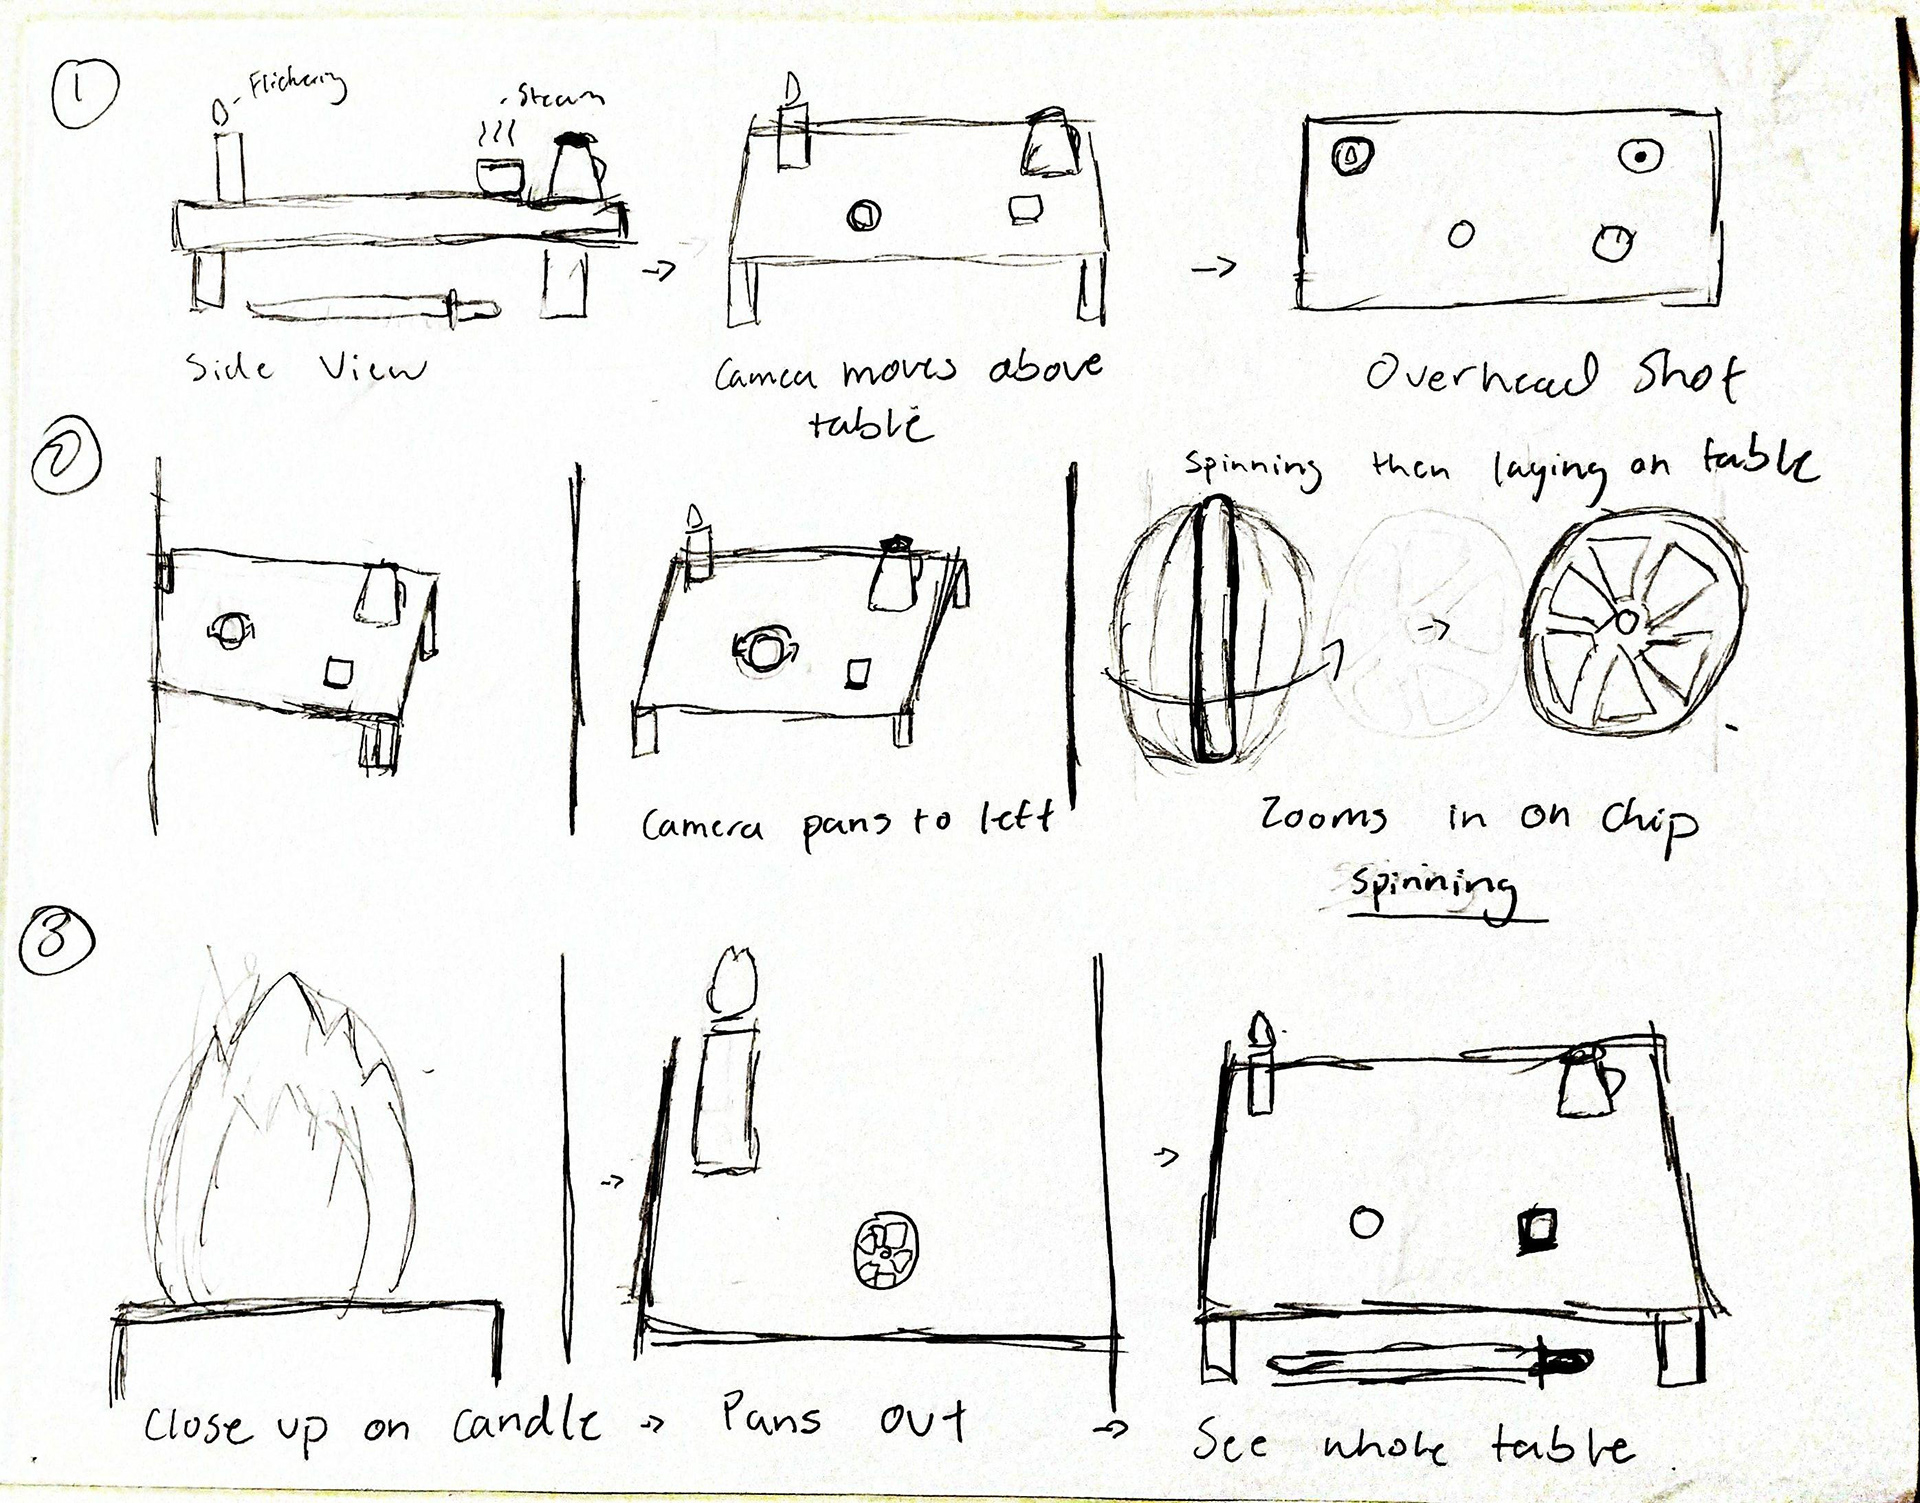 1
Flickering
Steam
Side View
Camea moves above
table
Overhead Shot
2
Spinning then laying on table
Camera pans to left
Zooms in on Chip
Spinning
3
Close up on candle → Pans out → See whole table.